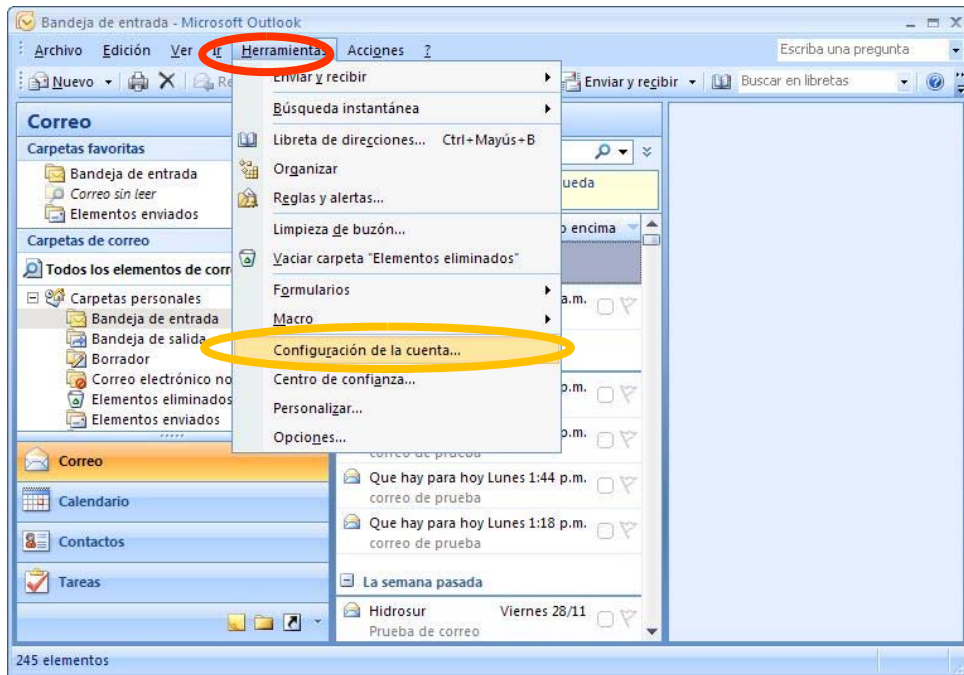 Bandeja de entrada - Microsoft Outlook
Archivo Edición Ver Ir Herramientas Acciones ? Escriba una pregunta
Nuevo Re Enviar y recibir Buscar en libretas
Correo
Carpetas favoritas
Bandeja de entrada
Correo sin leer
Elementos enviados
Carpetas de correo
Todos los elementos de corr
Carpetas personales
Bandeja de entrada
Bandeja de salida
Borrador
Correo electrónico no
Elementos eliminados
Elementos enviados
Correo
Calendario
Contactos
Tareas
Enviar y recibir
Búsqueda instantánea
Libreta de direcciones... Ctrl+Mayús+B
Organizar
Reglas y alertas...
Limpieza de buzón...
Vaciar carpeta "Elementos eliminados"
Formularios
Macro
Configuración de la cuenta...
Centro de confianza...
Personalizar...
Opciones...
ueda
encima
a.m.
p.m.
p.m.
correo de prueba
Que hay para hoy Lunes 1:44 p.m.
correo de prueba
Que hay para hoy Lunes 1:18 p.m.
correo de prueba
La semana pasada
Hidrosur Viernes 28/11
Prueba de correo
245 elementos